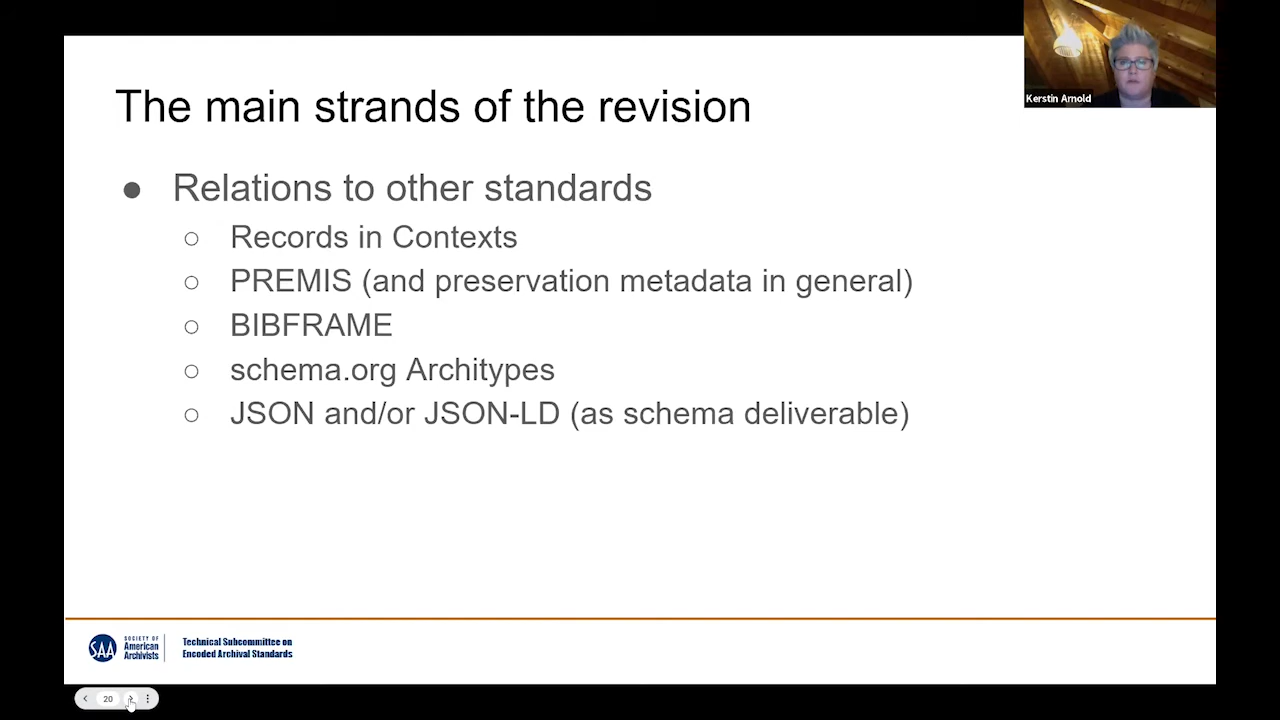 Kerstin Arnold
The main strands of the revision
● Relations to other standards
○ Records in Contexts
○ PREMIS (and preservation metadata in general)
○ BIBFRAME
○ schema.org Architypes
○ JSON and/or JSON-LD (as schema deliverable)
SAA
SOCIETY OF
American
Archivists
Technical Subcommittee on
Encoded Archival Standards
20